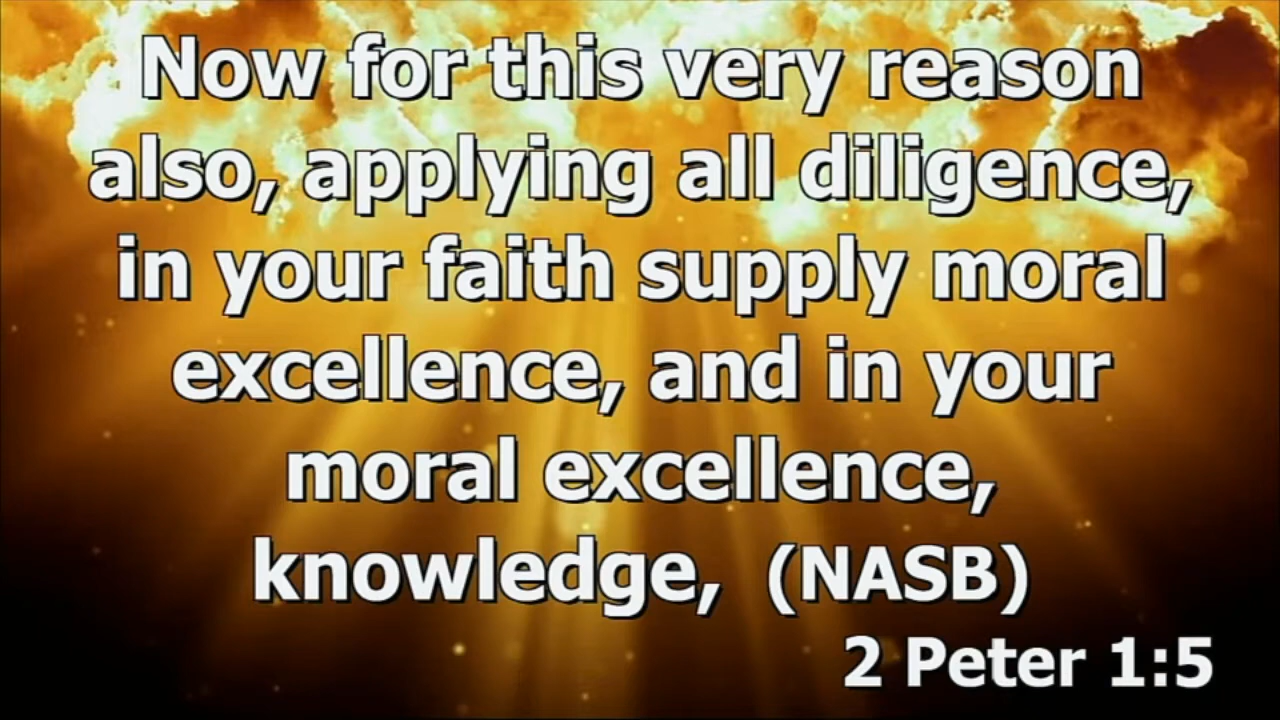 Now for this very reason
also, applying all diligence,
in your faith supply moral
excellence, and in your
moral excellence,
knowledge, (NASB)
2 Peter 1:5